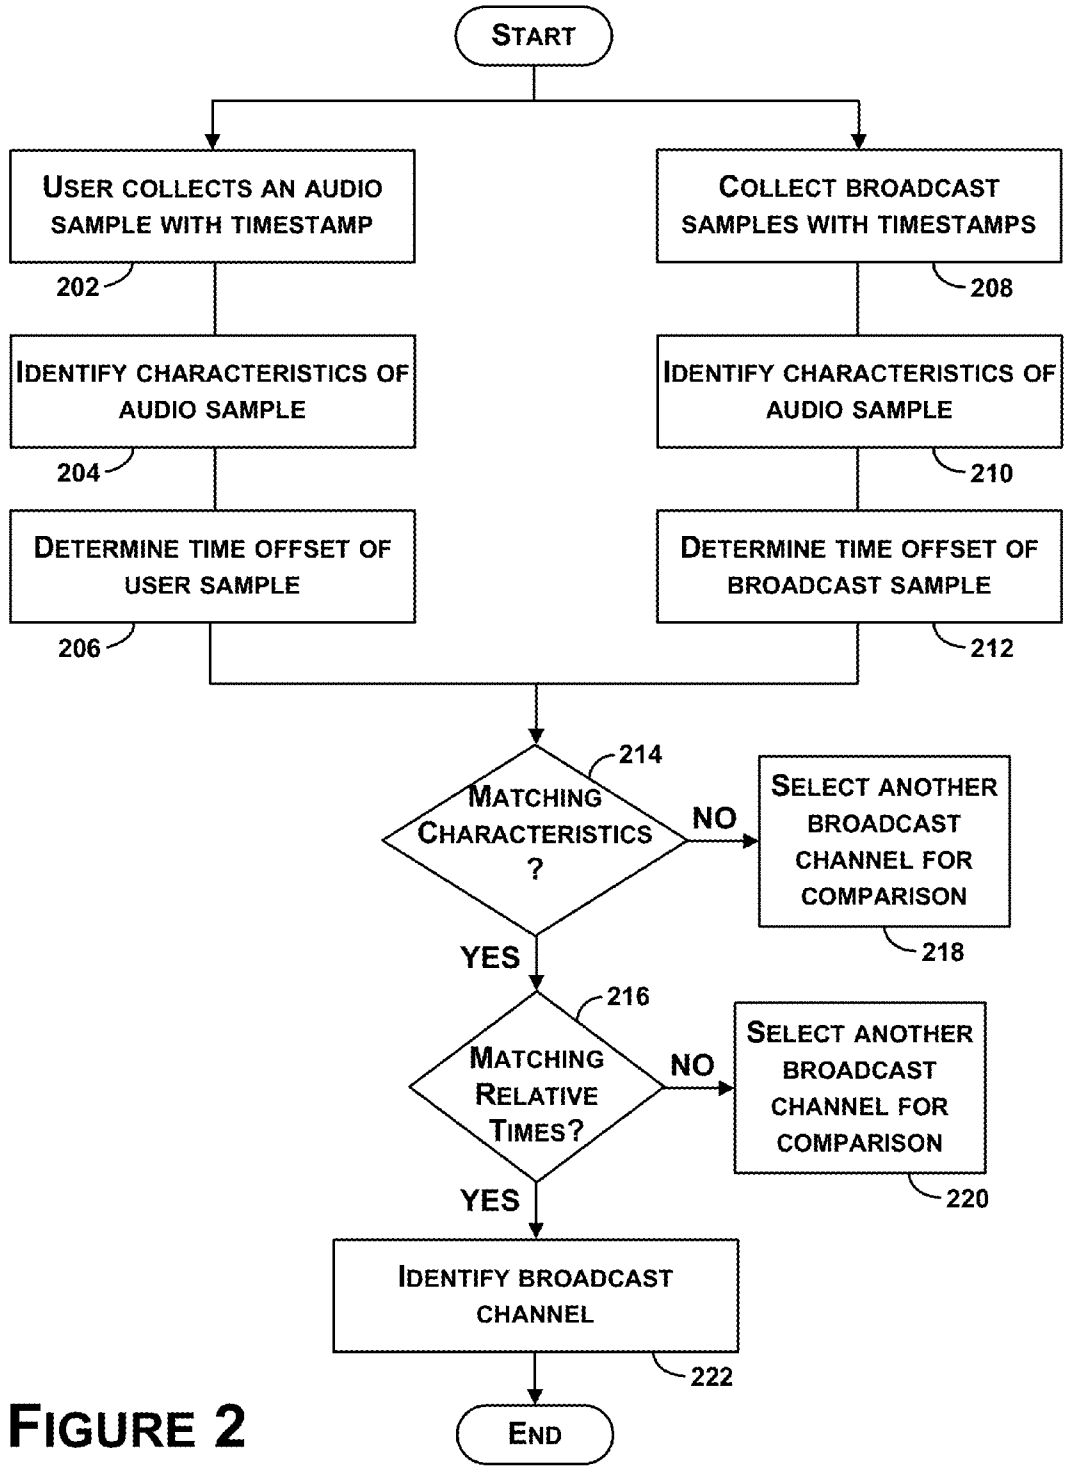 START
USER COLLECTS AN AUDIO
SAMPLE WITH TIMESTAMP
202
COLLECT BROADCAST
SAMPLES WITH TIMESTAMPS
208
IDENTIFY CHARACTERISTICS OF
AUDIO SAMPLE
204
IDENTIFY CHARACTERISTICS OF
AUDIO SAMPLE
210
DETERMINE TIME OFFSET OF
USER SAMPLE
206
DETERMINE TIME OFFSET OF
BROADCAST SAMPLE
212
214
MATCHING
CHARACTERISTICS
?
NO
SELECT ANOTHER
BROADCAST
CHANNEL FOR
COMPARISON
218
YES
216
MATCHING
RELATIVE
TIMES?
NO
SELECT ANOTHER
BROADCAST
CHANNEL FOR
COMPARISON
220
YES
IDENTIFY BROADCAST
CHANNEL
222
END
FIGURE 2